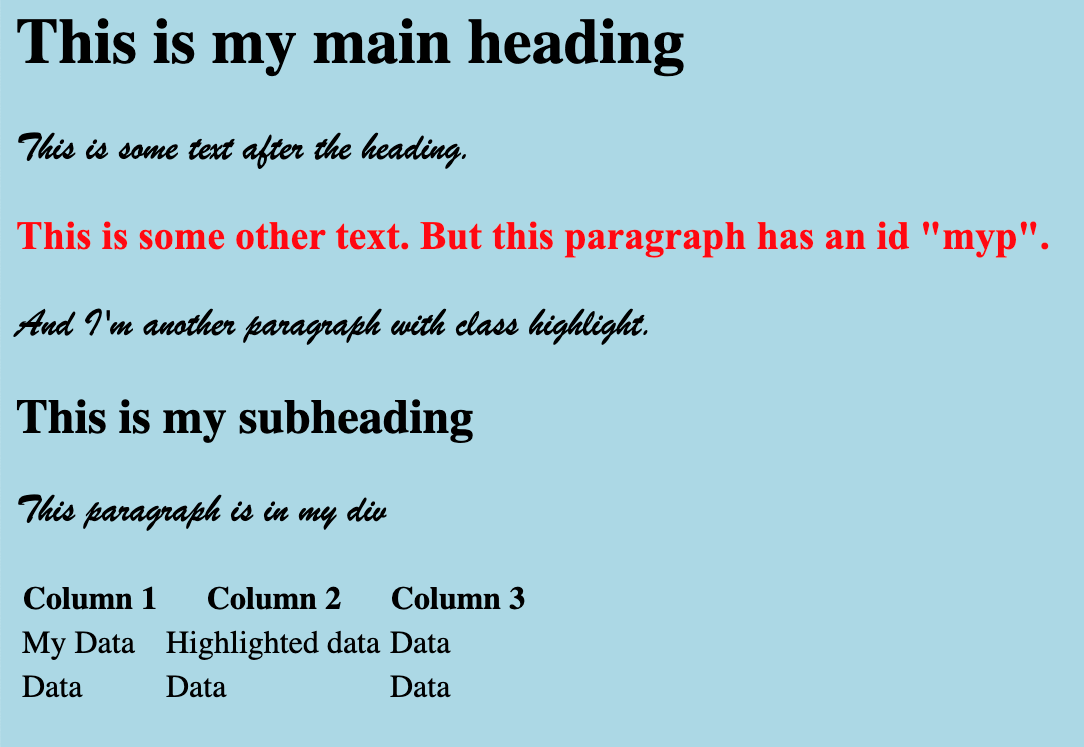 This is my main heading
This is some text after the heading.
This is some other text. But this paragraph has an id "myp".
And I'm another paragraph with class highlight.
This is my subheading
This paragraph is in my div
Column 1 Column 2 Column 3
My Data Highlighted data Data
Data Data Data